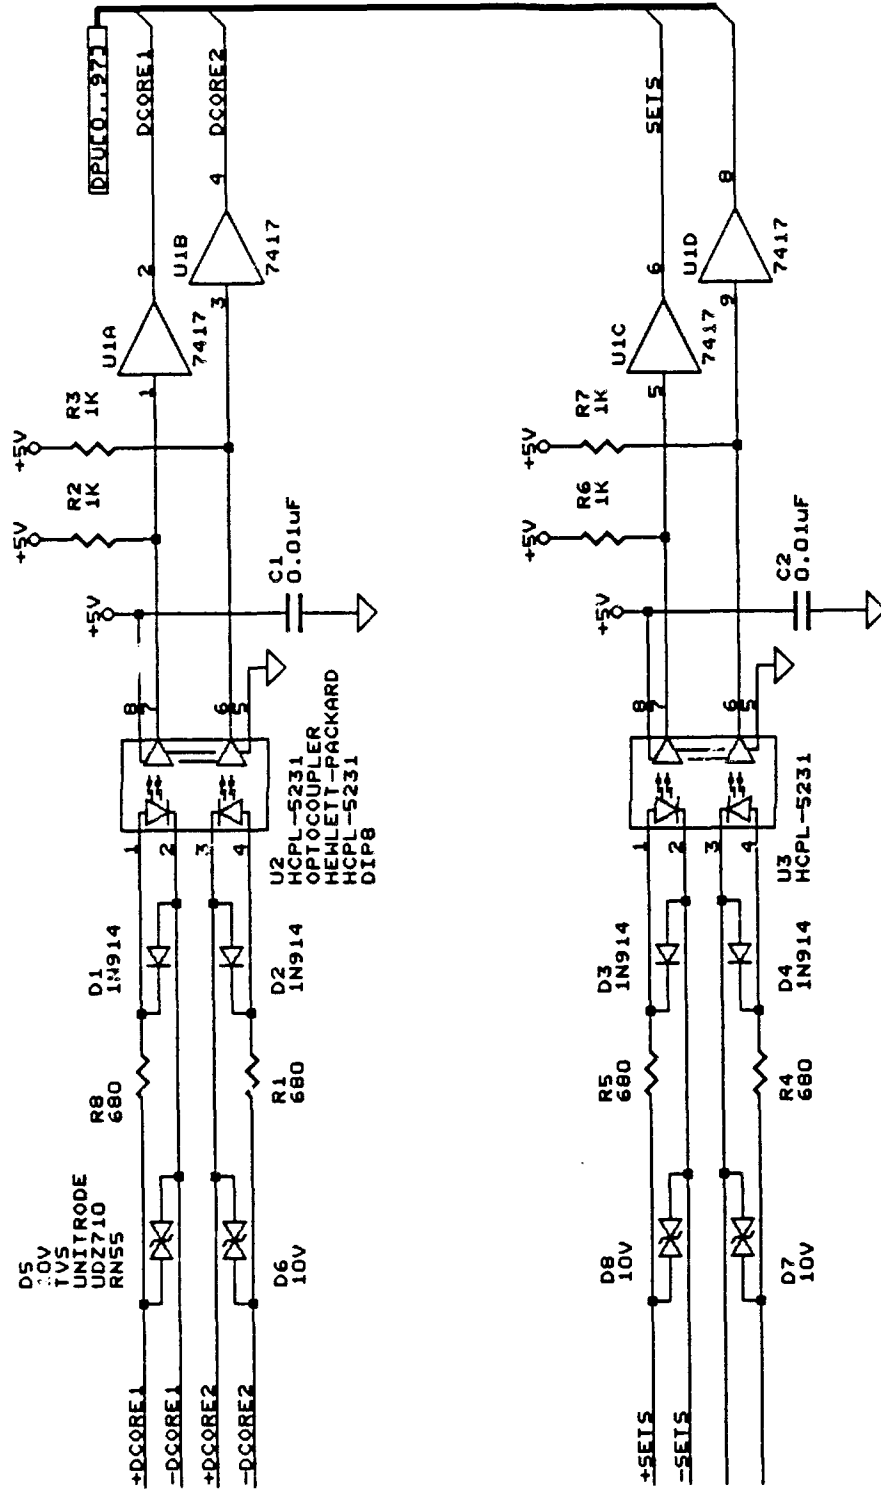 DPU[0..97]
DCORE1
DCORE2
SETS
2
4
6
8
U1A
7417
U1B
7417
U1C
7417
U1D
7417
1
3
5
9
+5V
R3
1K
+5V
R2
1K
+5V
C1
0.01uF
+5V
R7
1K
+5V
R6
1K
+5V
C2
0.01uF
8
7
6
5
8
7
6
5
1
2
3
4
U2
HCPL-5231
OPTOCOUPLER
HEWLETT-PACKARD
HCPL-5231
DIP8
1
2
3
4
U3
HCPL-5231
D1
1N914
D2
1N914
D3
1N914
D4
1N914
R8
680
R1
680
R5
680
R4
680
D5
TVS
UNITRODE
UDZ710
RN55
D6
10V
D8
10V
D7
10V
+DCORE1
-DCORE1
+DCORE2
-DCORE2
+SETS
-SETS